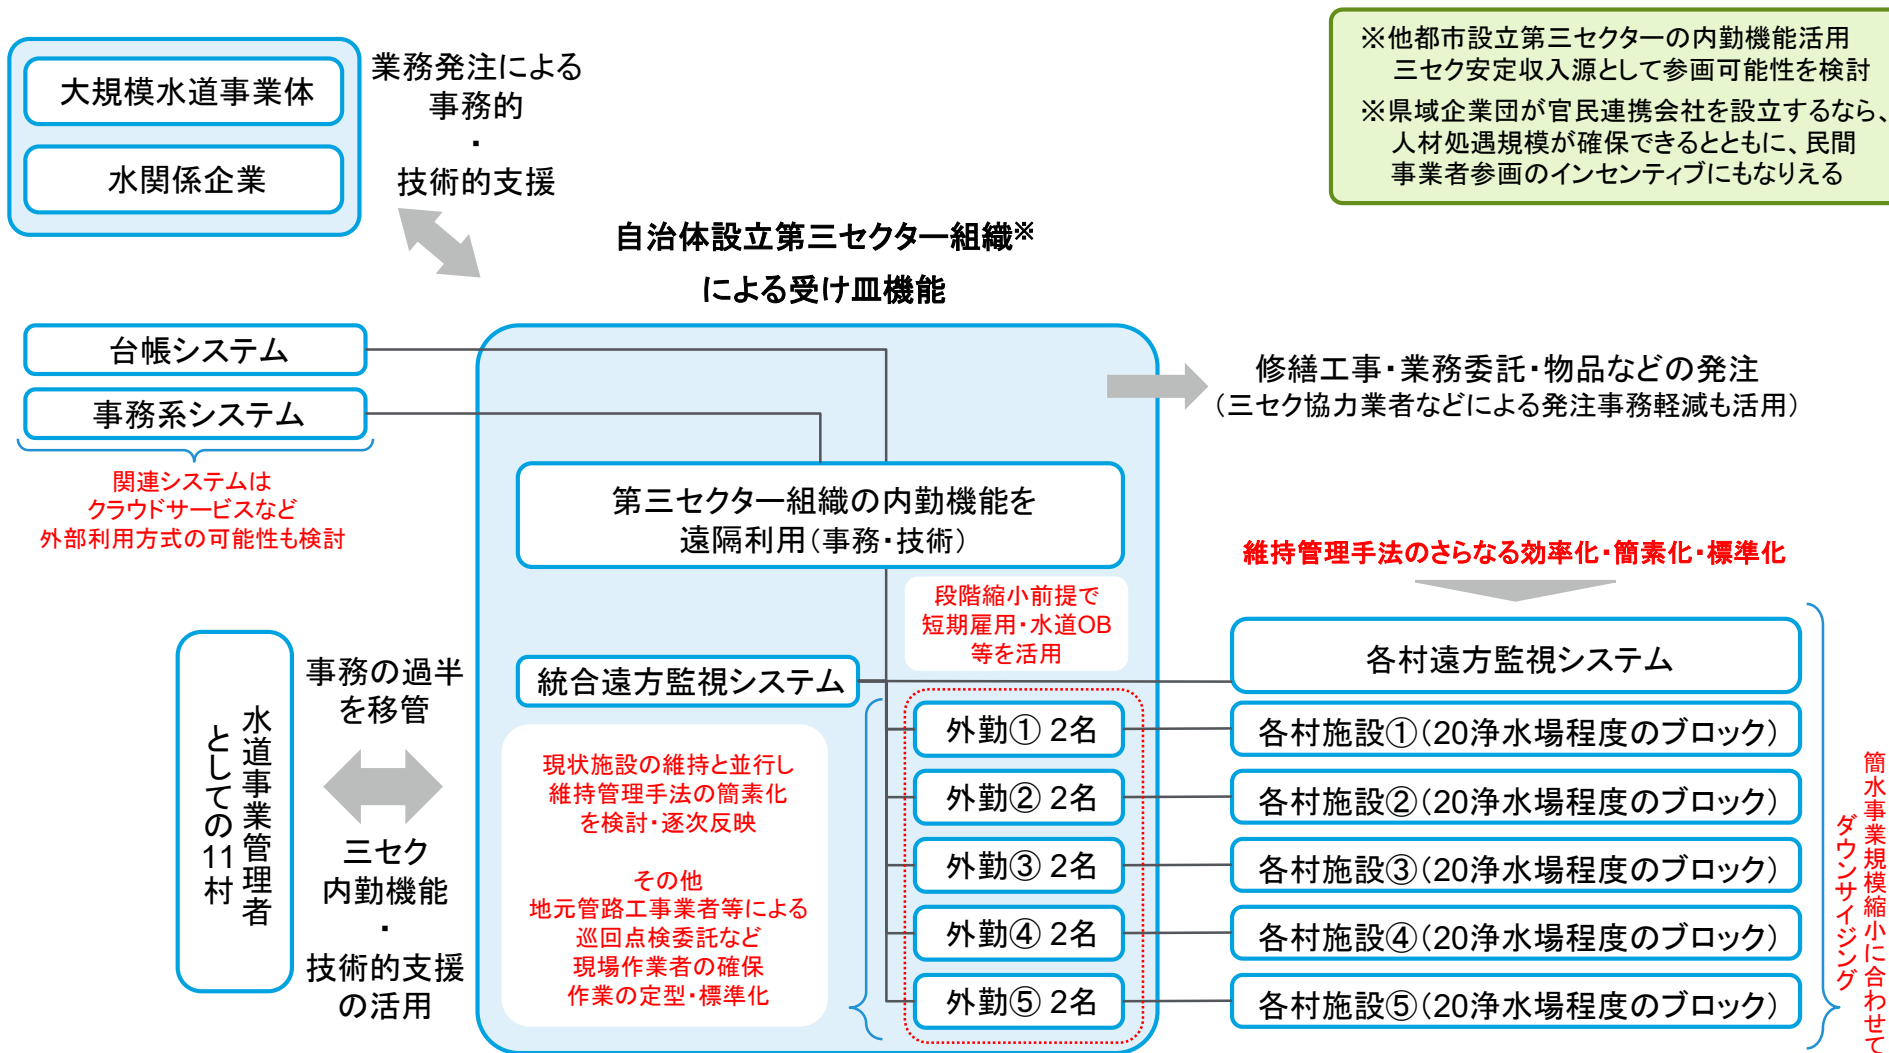 大規模水道事業体
水関係企業
業務発注による
事務的
・
技術的支援
※他都市設立第三セクターの内勤機能活用
三セク安定収入源として参画可能性を検討
※県域企業団が官民連携会社を設立するなら、
人材処遇規模が確保できるとともに、民間
事業者参画のインセンティブにもなりえる
自治体設立第三セクター組織※
による受け皿機能
台帳システム
事務系システム
関連システムは
クラウドサービスなど
外部利用方式の可能性も検討
修繕工事・業務委託・物品などの発注
（三セク協力業者などによる発注事務軽減も活用）
第三セクター組織の内勤機能を
遠隔利用（事務・技術）
段階縮小前提で
短期雇用・水道OB
等を活用
維持管理手法のさらなる効率化・簡素化・標準化
水道事業管理者
としての11村
事務の過半
を移管
三セク
内勤機能
・
技術的支援
の活用
統合遠方監視システム
各村遠方監視システム
現状施設の維持と並行し
維持管理手法の簡素化
を検討・逐次反映
その他
地元管路工事業者等による
巡回点検委託など
現場作業者の確保
作業の定型・標準化
外勤① 2名
各村施設①（20浄水場程度のブロック）
外勤② 2名
各村施設②（20浄水場程度のブロック）
外勤③ 2名
各村施設③（20浄水場程度のブロック）
外勤④ 2名
各村施設④（20浄水場程度のブロック）
外勤⑤ 2名
各村施設⑤（20浄水場程度のブロック）
簡水事業規模縮小に合わせて
ダウンサイジング